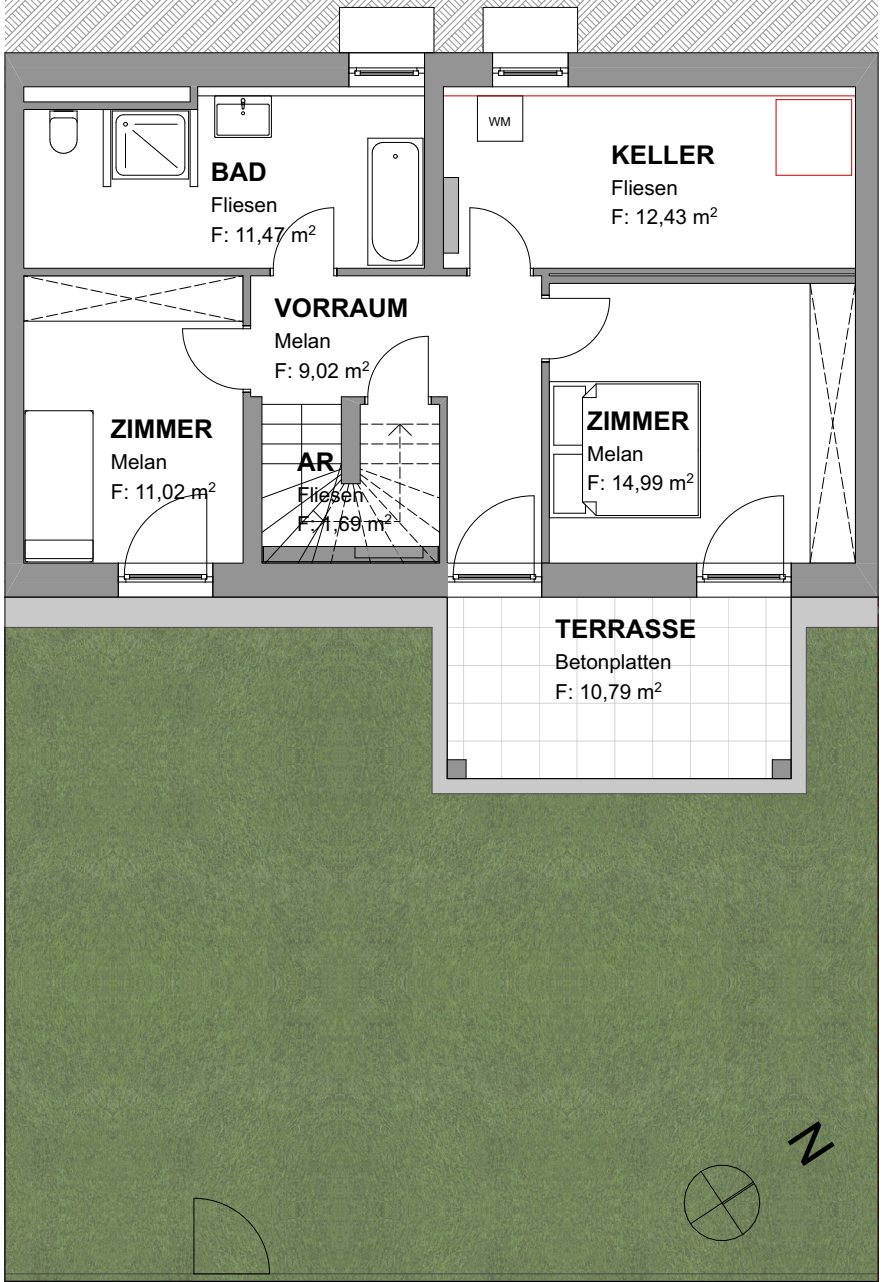 WM
BAD
Fliesen
F: 11,47 m²
KELLER
Fliesen
F: 12,43 m²
VORRAUM
Melan
F: 9,02 m²
ZIMMER
Melan
F: 11,02 m²
AR
Fliesen
F: 1,69 m²
ZIMMER
Melan
F: 14,99 m²
TERRASSE
Betonplatten
F: 10,79 m²
N